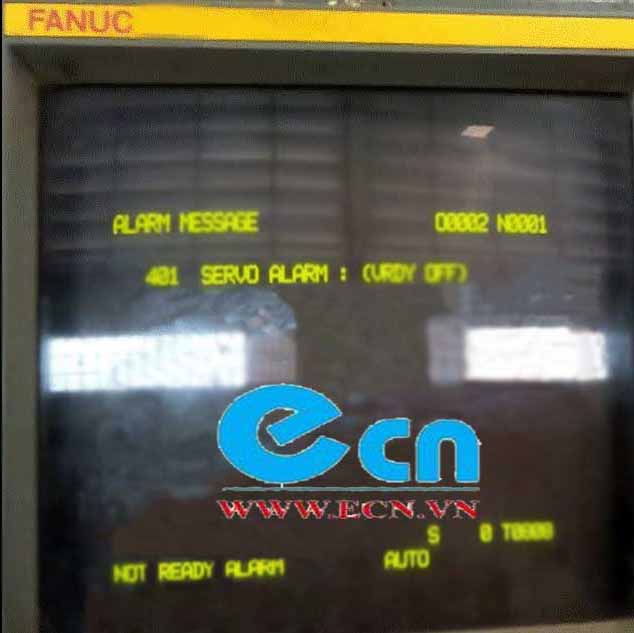 FANUC
ALARM MESSAGE O0002 N0001
401 SERVO ALARM : (VRDY OFF)
ecn
WWW.ECN.VN
S 0 T0000
NOT READY ALARM AUTO